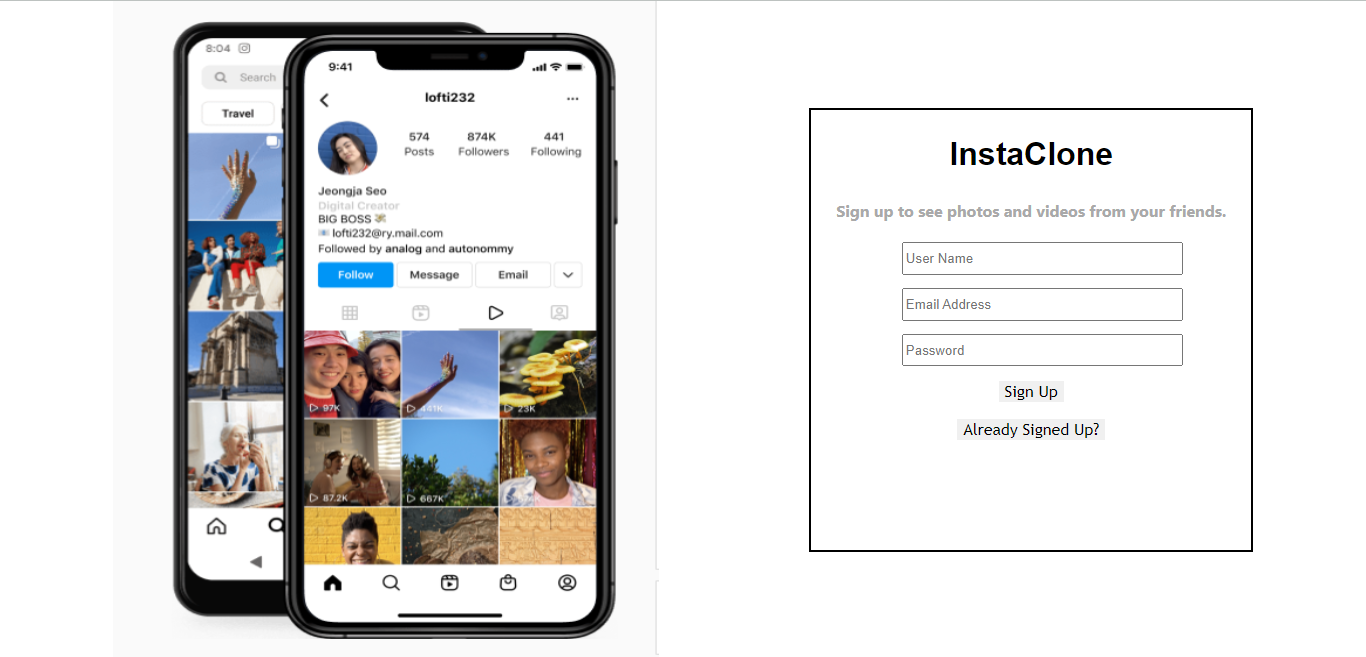 8:04
Search
Travel
9:41
lofti232
574
874K
441
Posts
Followers
Following
Jeongja Seo
Digital Creator
BIG BOSS
lofti232@ry.mail.com
Followed by analog and autonommy
Follow
Message
Email
97K
441K
23K
87.2K
667K
InstaClone
Sign up to see photos and videos from your friends.
User Name
Email Address
Password
Sign Up
Already Signed Up?